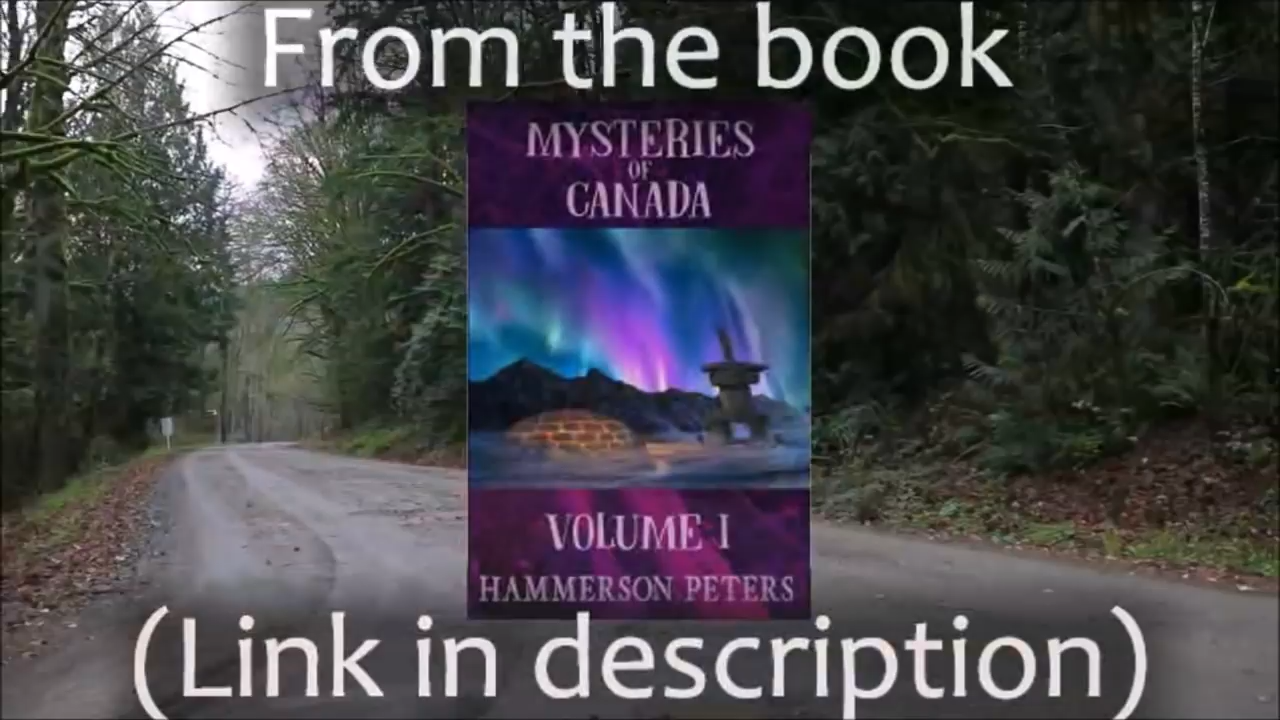 From the book
MYSTERIES
OF
CANADA
VOLUME I
HAMMERSON PETERS
(Link in description)